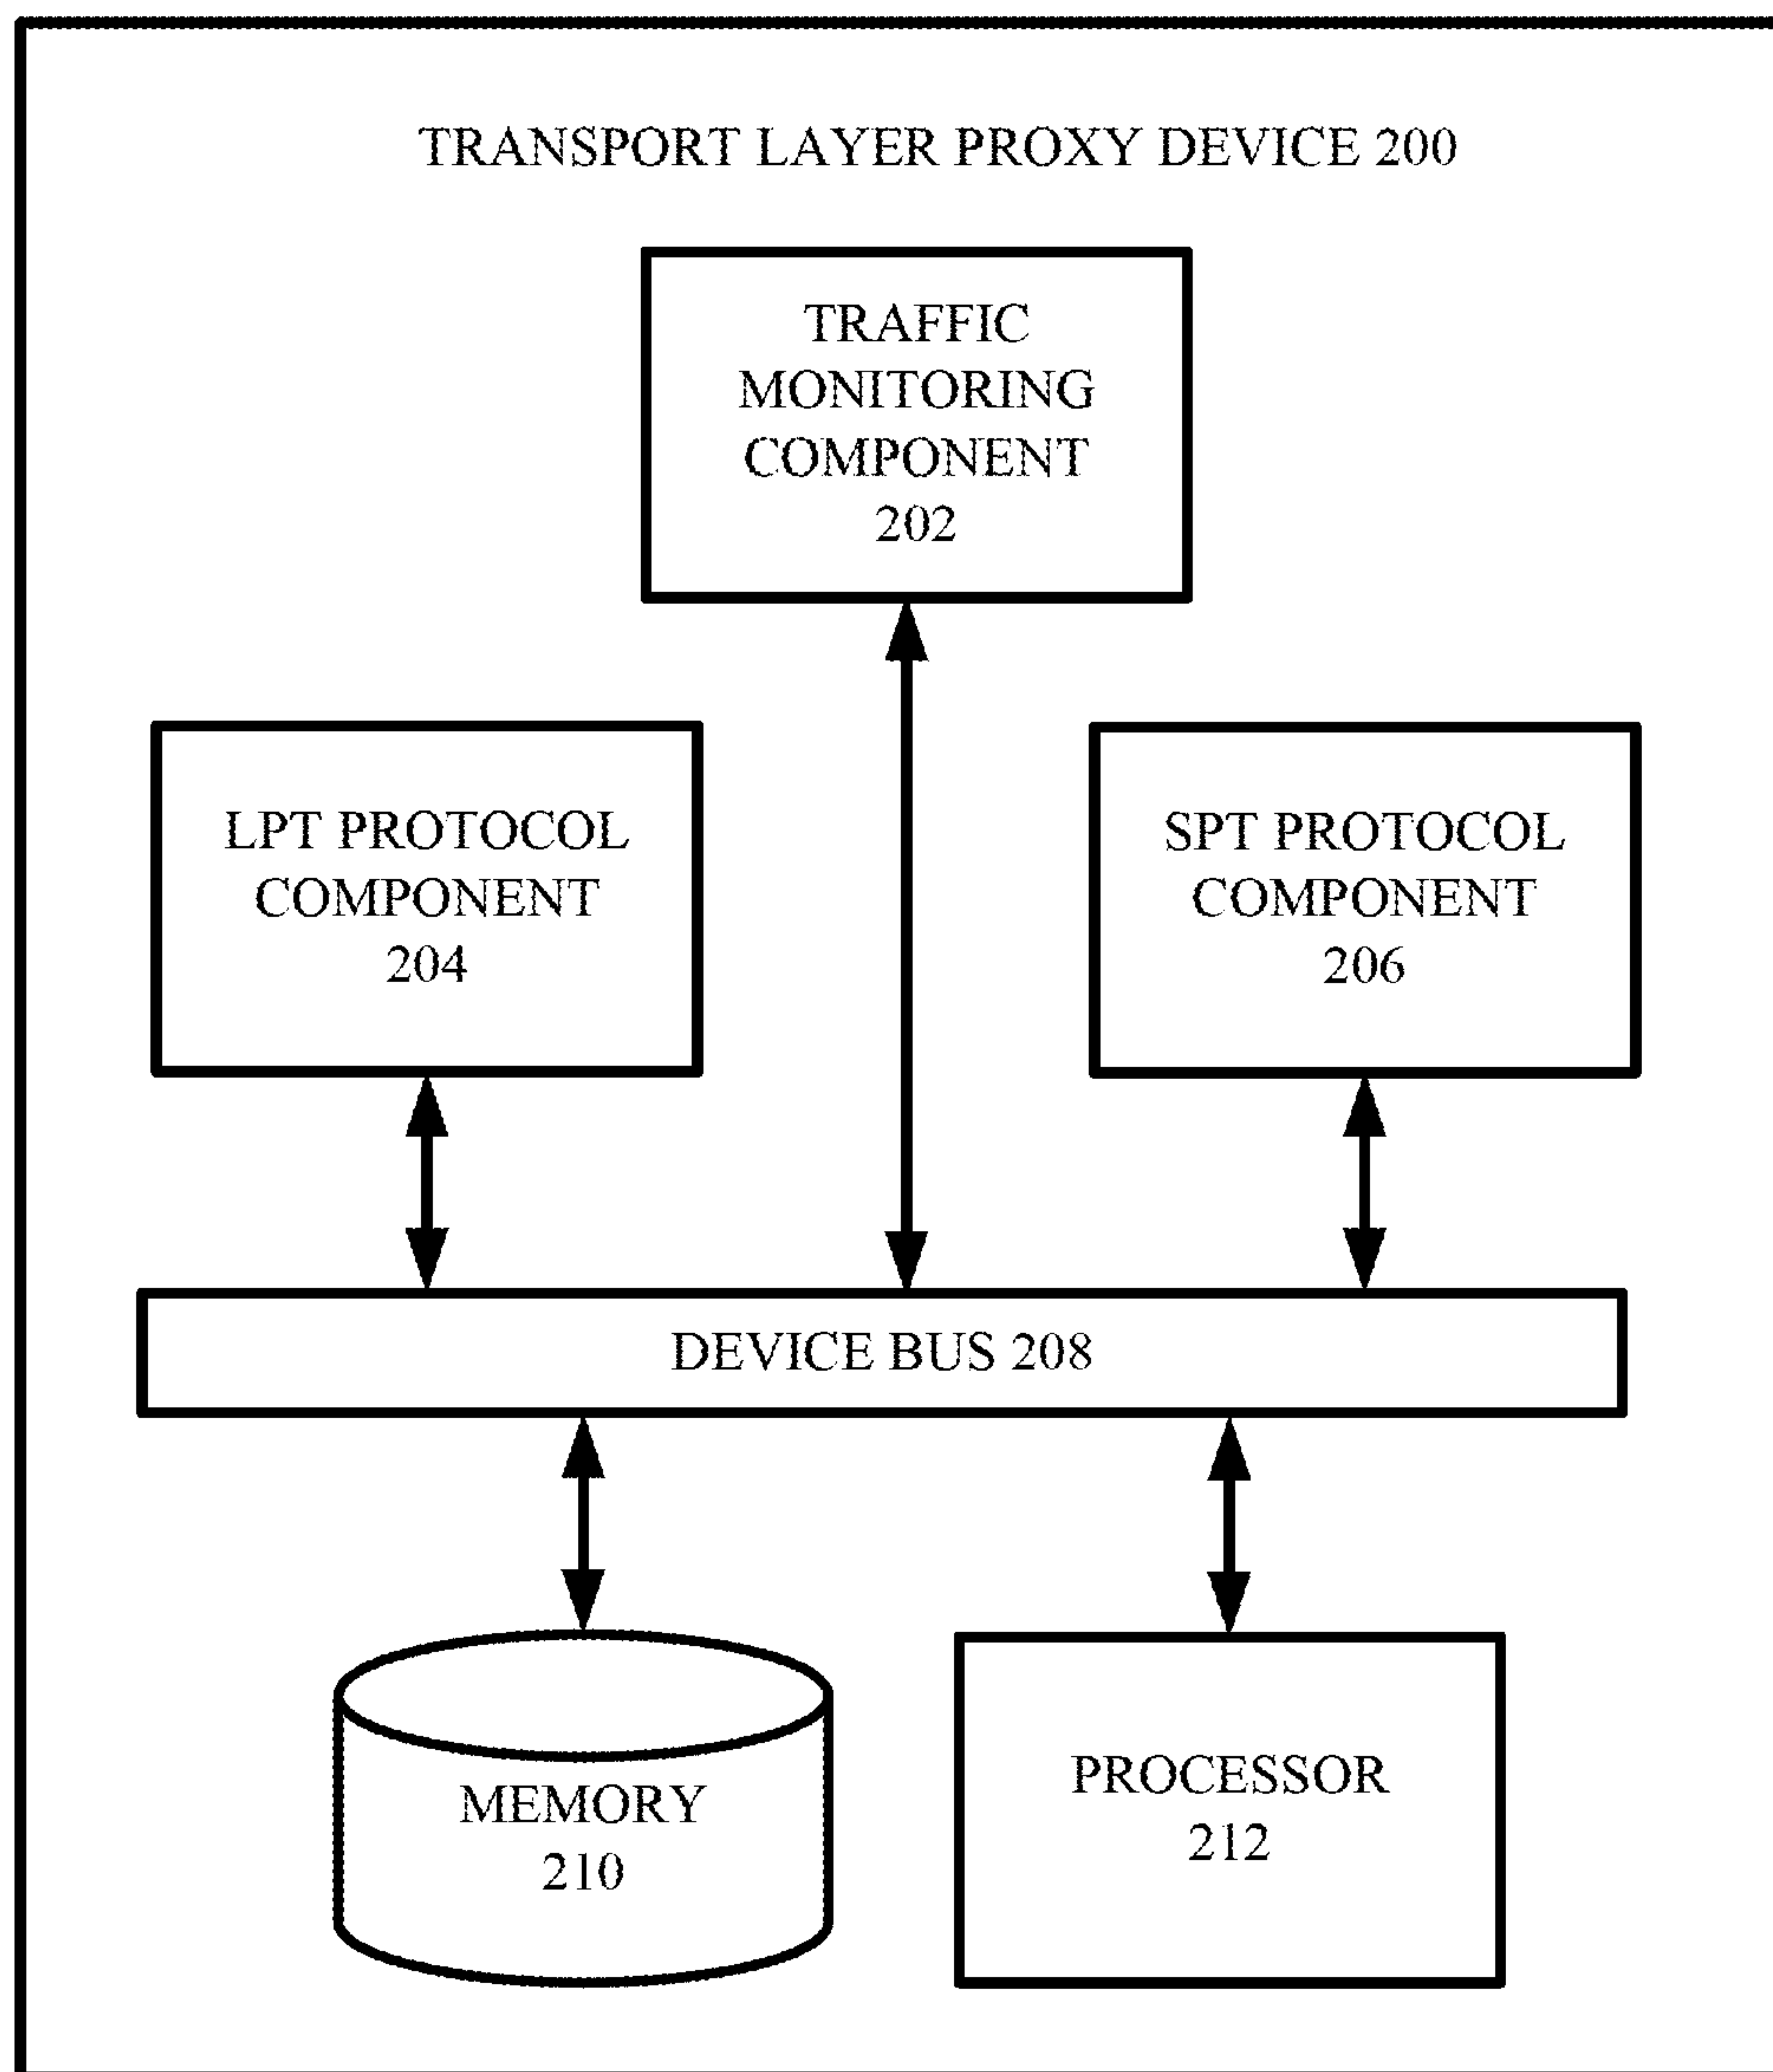 TRANSPORT LAYER PROXY DEVICE 200
TRAFFIC
MONITORING
COMPONENT
202
LPT PROTOCOL
COMPONENT
204
SPT PROTOCOL
COMPONENT
206
DEVICE BUS 208
MEMORY
210
PROCESSOR
212